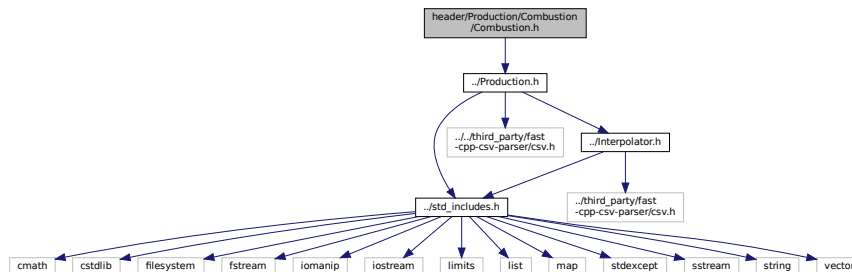 header/Production/Combustion
/Combustion.h
../Production.h
../../third_party/fast
-cpp-csv-parser/csv.h
../Interpolator.h
../third_party/fast
-cpp-csv-parser/csv.h
../std_includes.h
cmath
cstdlib
filesystem
fstream
iomanip
iostream
limits
list
map
stdexcept
sstream
string
vector